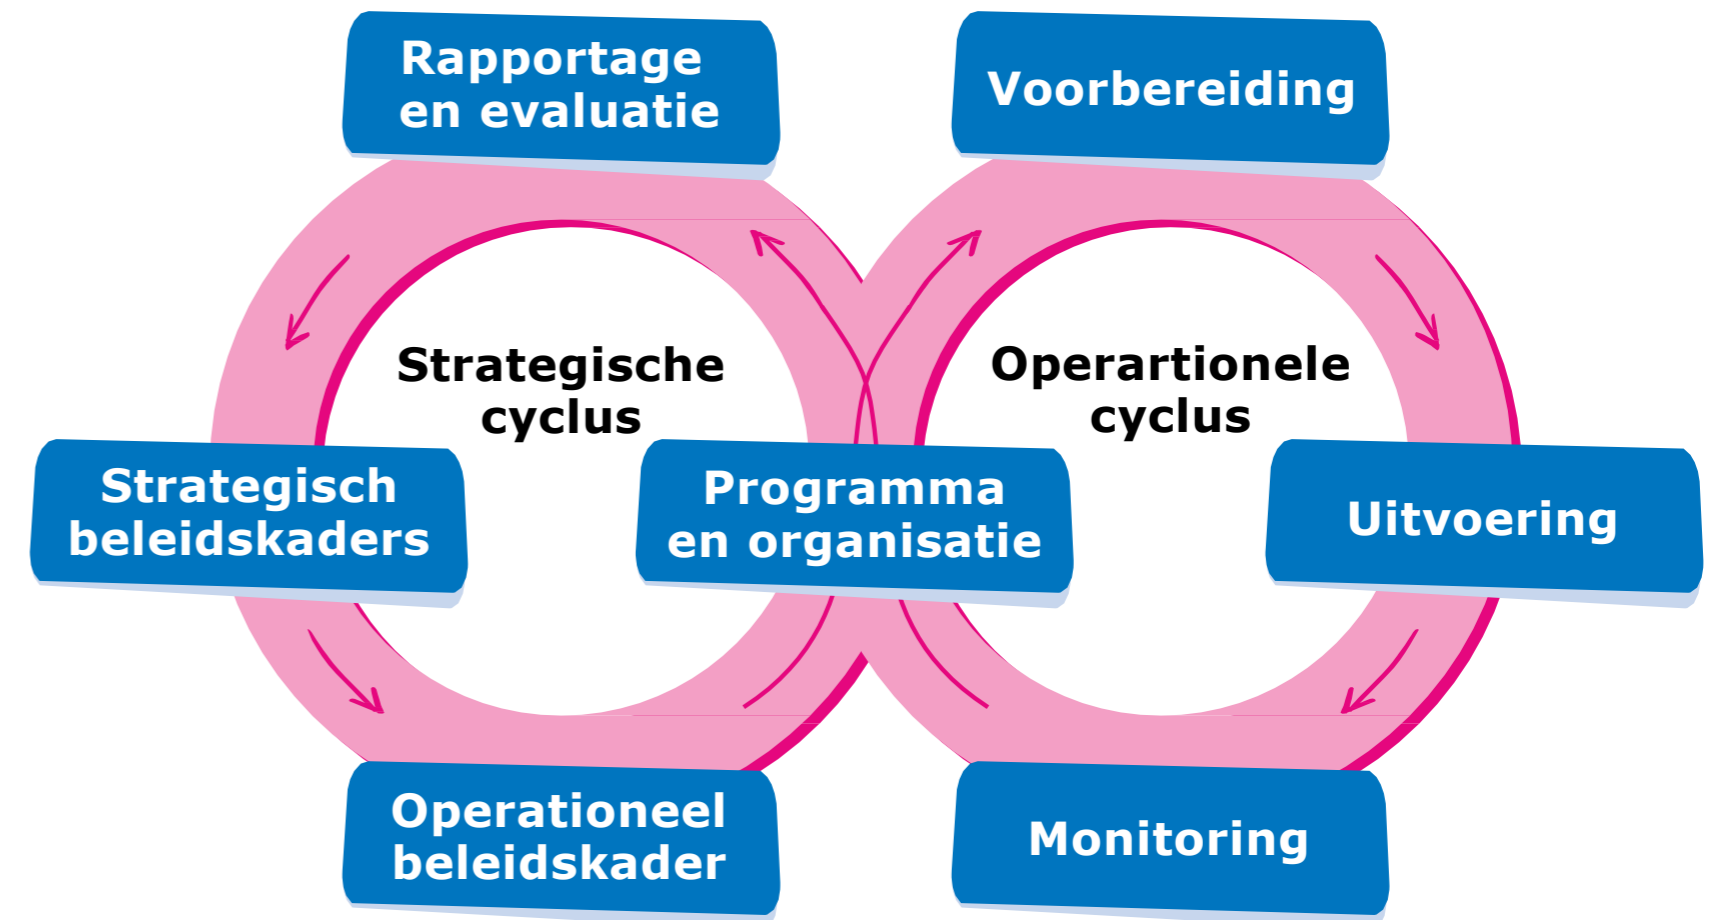 Rapportage
en evaluatie
Voorbereiding
Strategische
cyclus
Operartionele
cyclus
Strategisch
beleidskaders
Programma
en organisatie
Uitvoering
Operationeel
beleidskader
Monitoring